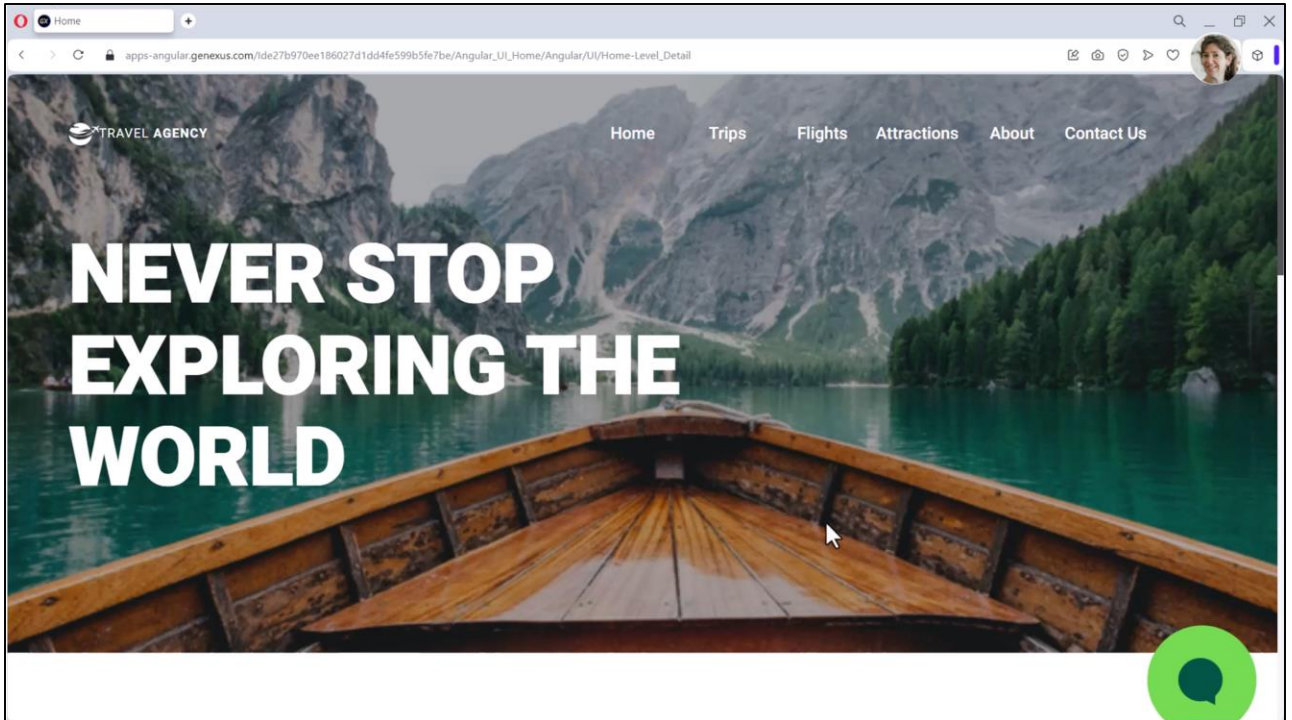 Home
apps-angular.genexus.com/Ide27b970ee186027d1dd4fe599b5fe7be/Angular_UI_Home/Angular/UI/Home-Level_Detail
TRAVEL AGENCY
Home Trips Flights Attractions About Contact Us
NEVER STOP
EXPLORING THE
WORLD